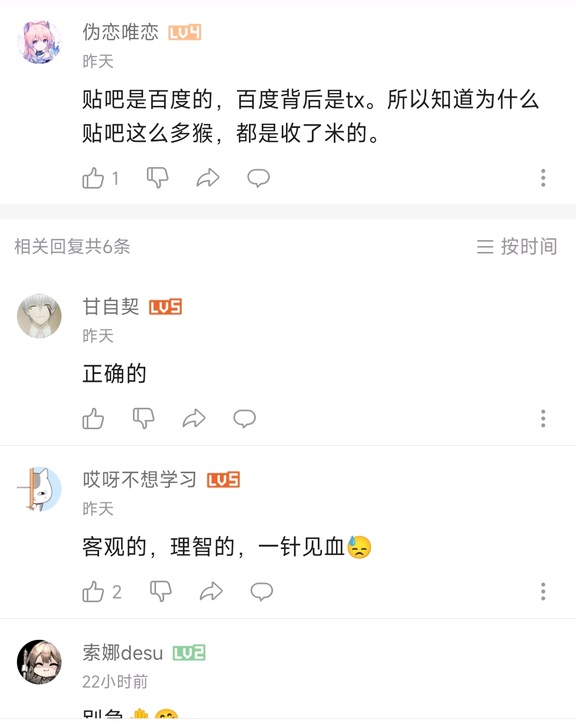 伪恋唯恋 LV4
昨天
贴吧是百度的，百度背后是tx。所以知道为什么
贴吧这么多猴，都是收了米的。
1
相关回复共6条 按时间
甘自契 LV5
昨天
正确的
哎呀不想学习 LV5
昨天
客观的，理智的，一针见血😓
2
索娜desu LV2
22小时前
别急🤚🤗